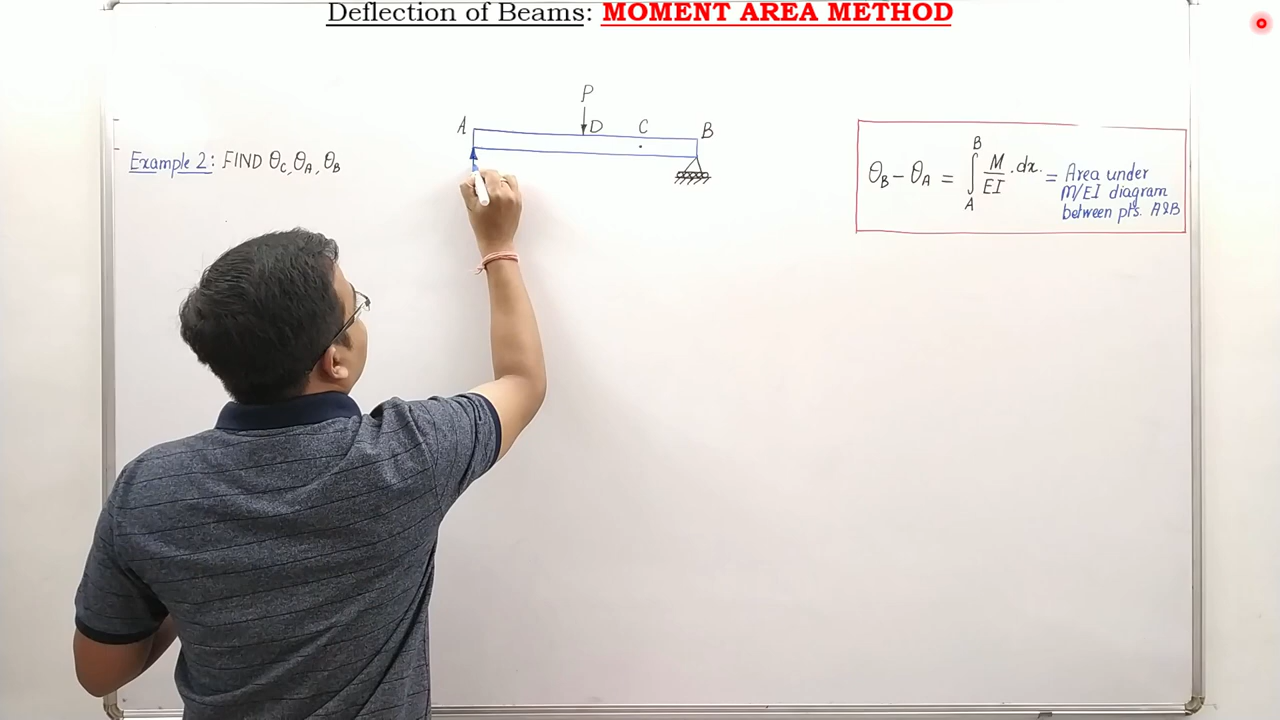 Deflection of Beams: MOMENT AREA METHOD
P
A
D
C
B
Example 2: FIND θC, θA, θB
θB − θA = ∫AB M/EI .dx. = Area under
M/EI diagram
between pts. A&B